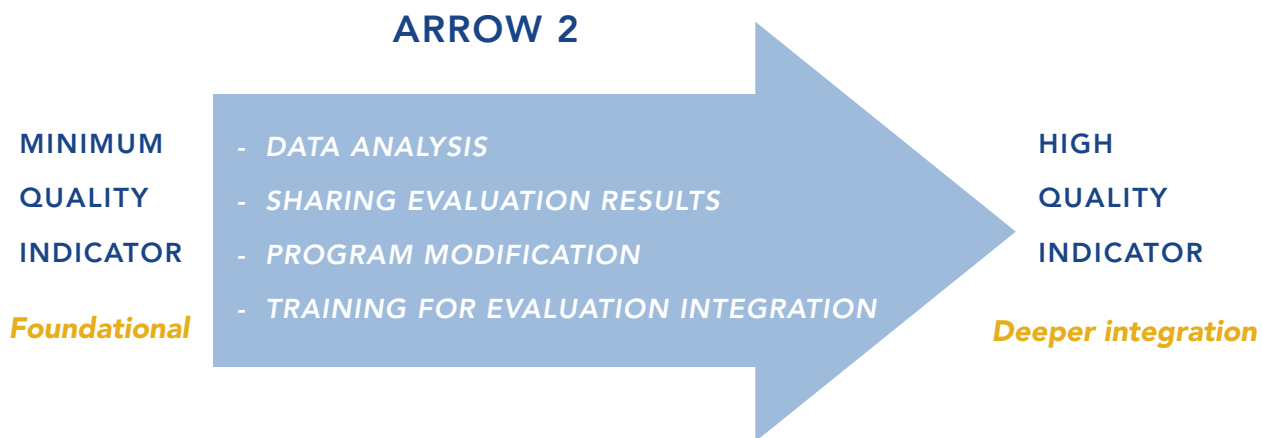 ARROW 2
MINIMUM
QUALITY
INDICATOR
Foundational
- DATA ANALYSIS
- SHARING EVALUATION RESULTS
- PROGRAM MODIFICATION
- TRAINING FOR EVALUATION INTEGRATION
HIGH
QUALITY
INDICATOR
Deeper integration